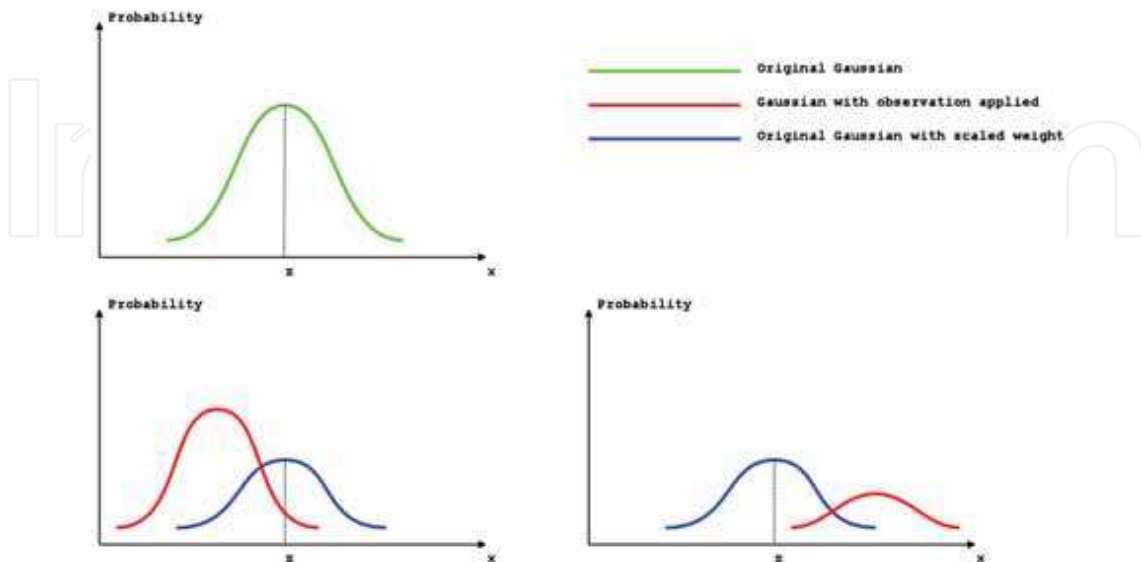 Probability
Original Gaussian
Gaussian with observation applied
Original Gaussian with scaled weight
x
Probability
x
Probability
x